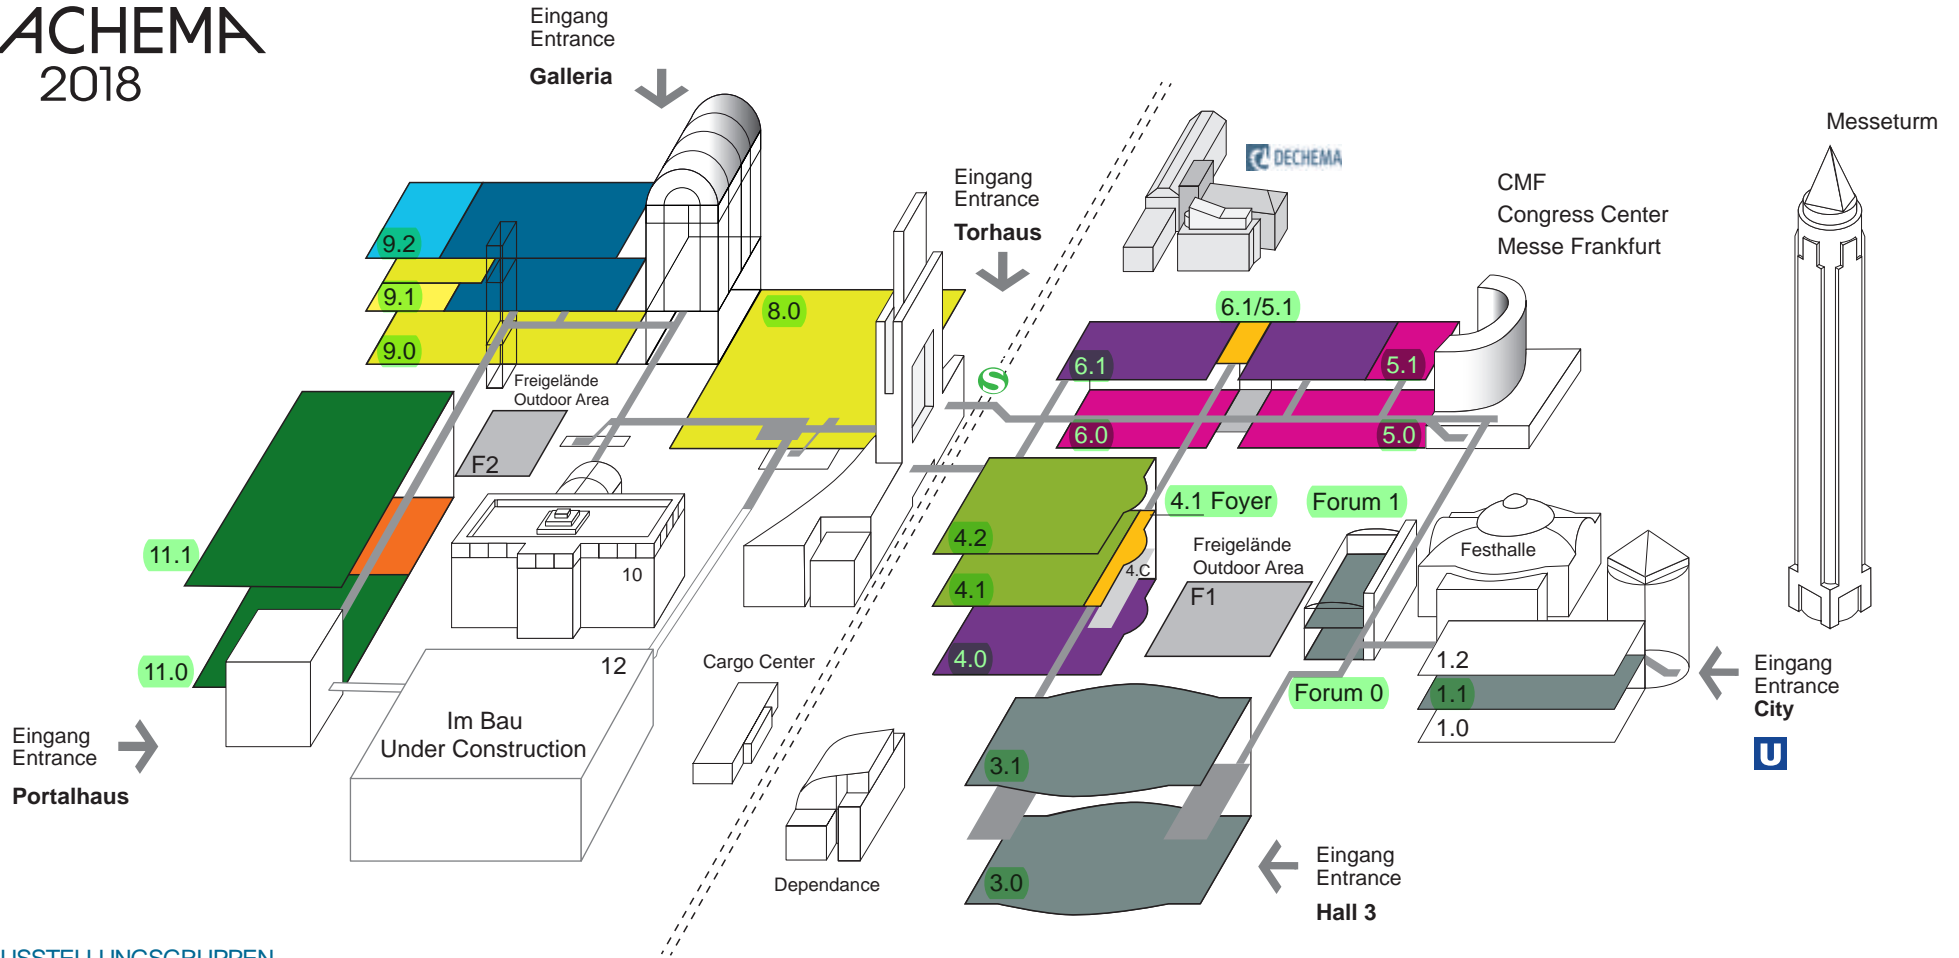 ACHEMA
2018
Eingang
Entrance
Galleria
Messeturm
DECHEMA
Eingang
Entrance
Torhaus
CMF
Congress Center
Messe Frankfurt
9.2
9.1
9.0
8.0
6.1/5.1
6.1
5.1
S
6.0
5.0
Freigelände
Outdoor Area
F2
11.1
10
4.2
4.1 Foyer
Forum 1
Festhalle
4.1
4.C
Freigelände
Outdoor Area
F1
4.0
11.0
12
Cargo Center
Im Bau
Under Construction
1.2
1.1
1.0
Forum 0
Eingang
Entrance
City
U
Eingang
Entrance
Portalhaus
3.1
3.0
Dependance
Eingang
Entrance
Hall 3
USSTELLUNGSGRUPPEN